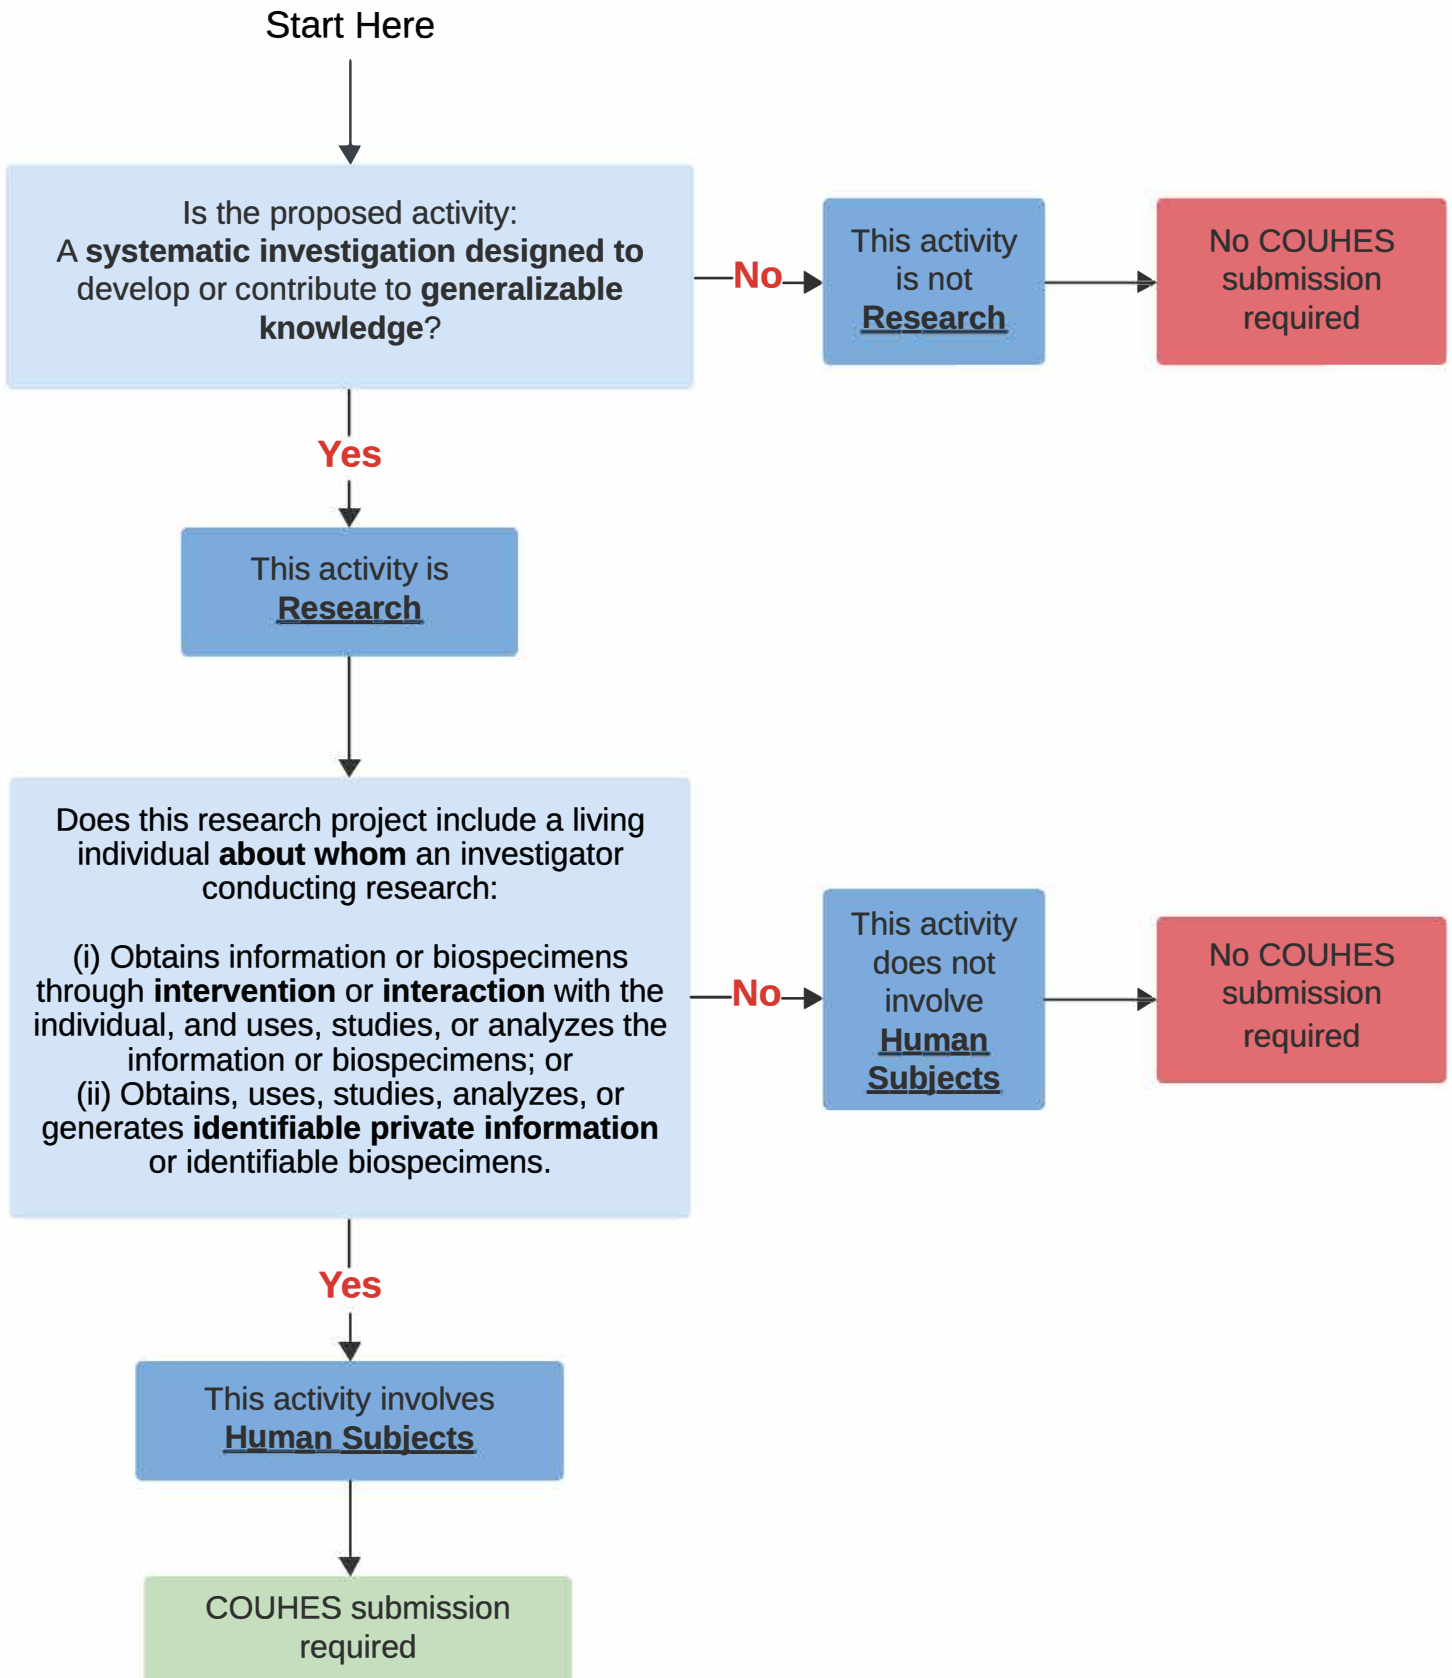 Start Here
Is the proposed activity:
A systematic investigation designed to
develop or contribute to generalizable
knowledge?
No
This activity
is not
Research
No COUHES
submission
required
Yes
This activity is
Research
Does this research project include a living
individual about whom an investigator
conducting research:
(i) Obtains information or biospecimens
through intervention or interaction with the
individual, and uses, studies, or analyzes the
information or biospecimens; or
(ii) Obtains, uses, studies, analyzes, or
generates identifiable private information
or identifiable biospecimens.
No
This activity
does not
involve
Human
Subjects
No COUHES
submission
required
Yes
This activity involves
Human Subjects
COUHES submission
required